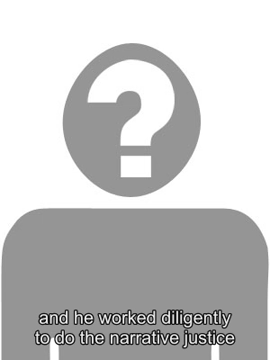 ?
and he worked diligently
to do the narrative justice